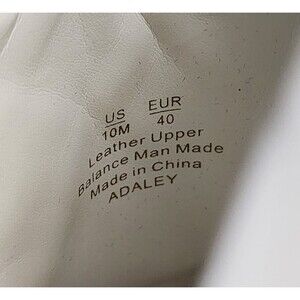 US EUR
10M 40
Leather Upper
Balance Man Made
Made in China
ADALEY